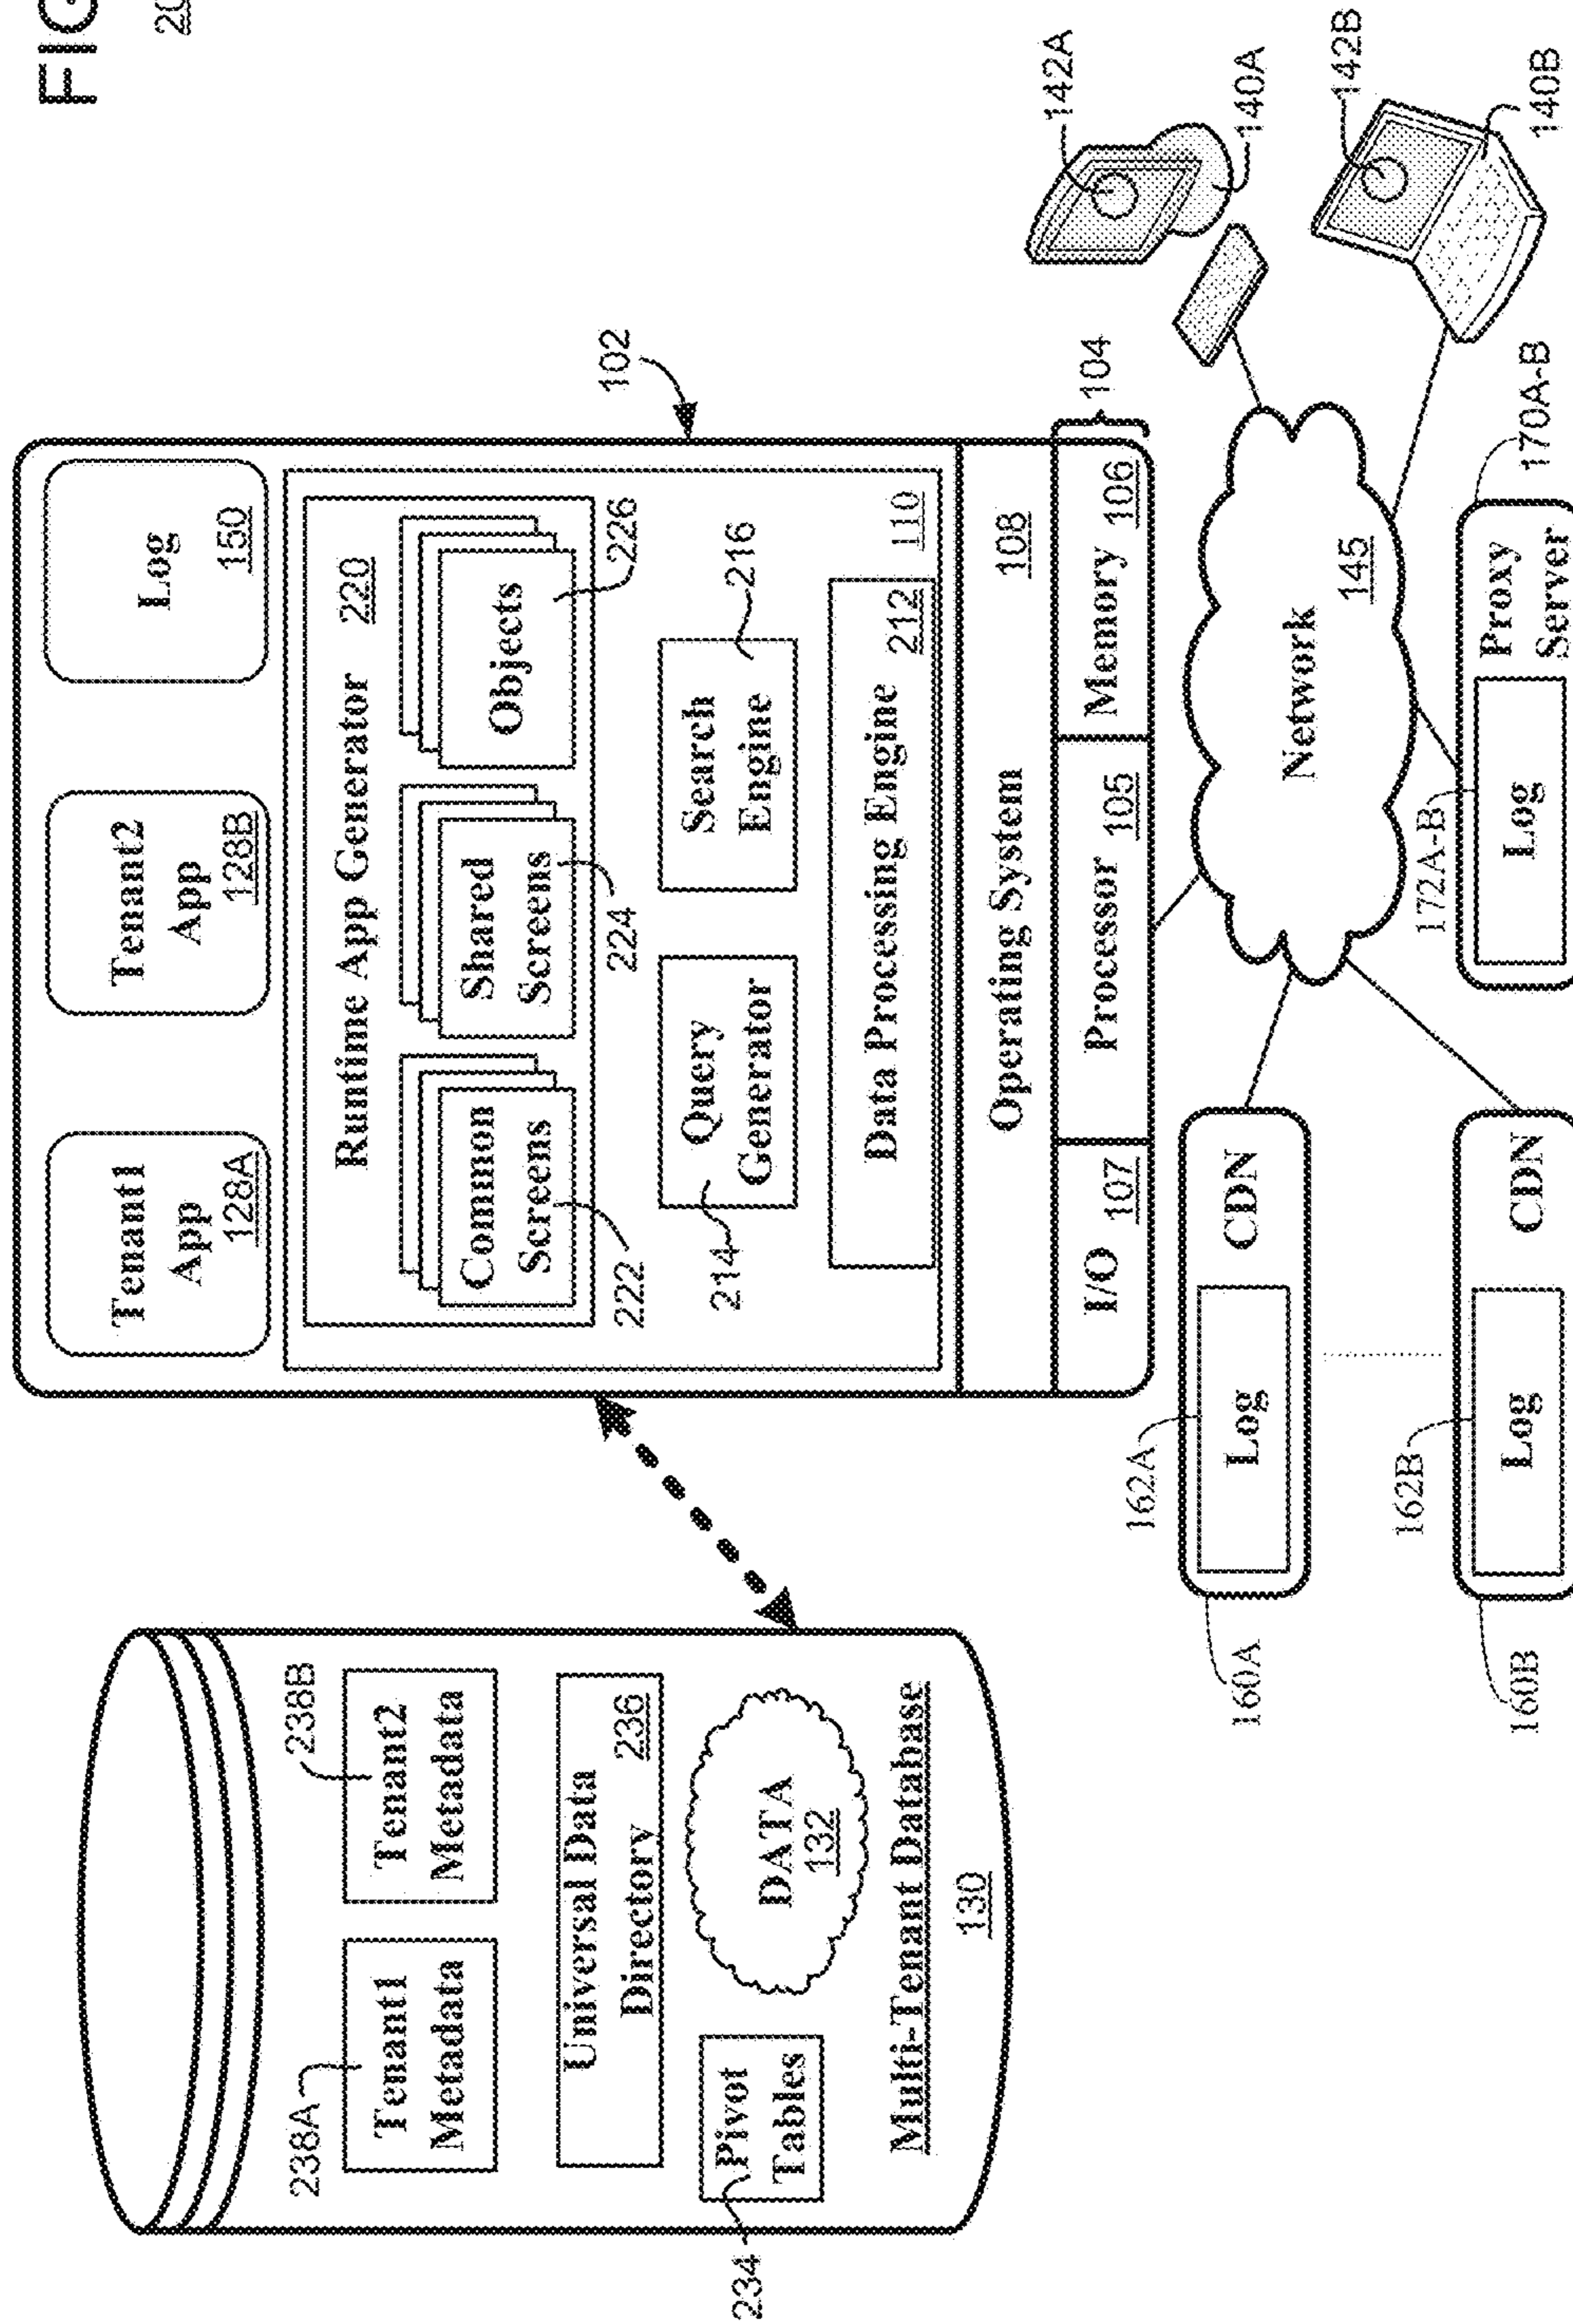 FIG
20
Tenant1
App
128A
Tenant2
App
128B
Log
150
Runtime App Generator 220
Common
Screens
222
Shared
Screens
224
Objects
226
Query
Generator
214
Search
Engine
216
110
Data Processing Engine 212
102
Operating System 108
I/O 107
Processor 105
Memory 106
104
238A
Tenant1
Metadata
238B
Tenant2
Metadata
Universal Data
Directory 236
Pivot
Tables
234
DATA
132
Multi-Tenant Database
130
Network
145
142A
140A
142B
140B
162A
Log
CDN
160A
162B
Log
CDN
160B
172A-B
Log
Proxy
Server
170A-B